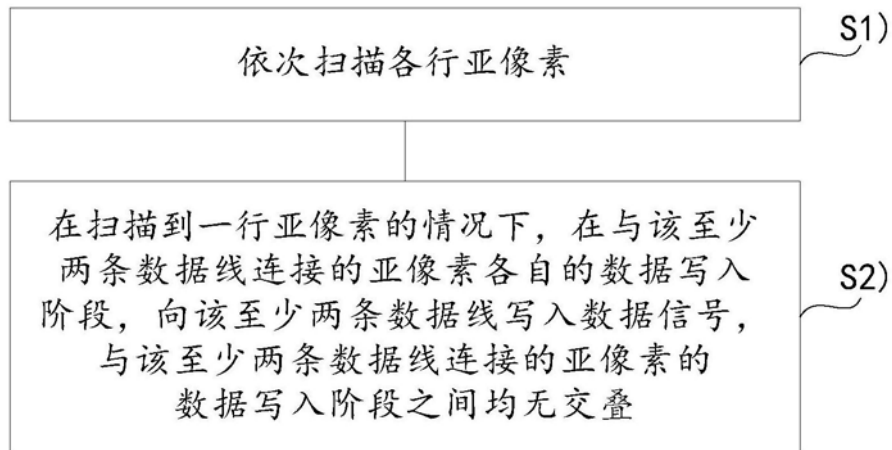 依次扫描各行亚像素
S1)
在扫描到一行亚像素的情况下，在与该至少
两条数据线连接的亚像素各自的数据写入
阶段，向该至少两条数据线写入数据信号，
与该至少两条数据线连接的亚像素的
数据写入阶段之间均无交叠
S2)